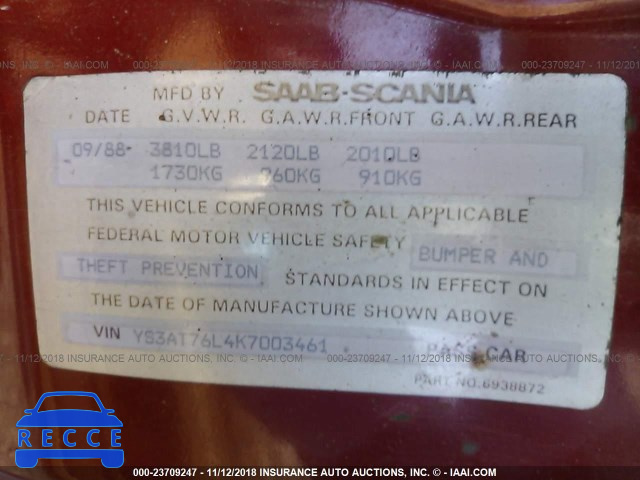 000-23709247 - 11/12/2018 INSURANCE AUTO AUCTIONS, INC. - © - IAAI.COM
MFD BY SAAB-SCANIA
DATE G.V.W.R. G.A.W.R.FRONT G.A.W.R.REAR
09/88 3810LB 2120LB 2010LB
1730KG 960KG 910KG
THIS VEHICLE CONFORMS TO ALL APPLICABLE
FEDERAL MOTOR VEHICLE SAFETY BUMPER AND
THEFT PREVENTION STANDARDS IN EFFECT ON
THE DATE OF MANUFACTURE SHOWN ABOVE
VIN YS3AT76L4K7003461 PASS CAR
PART NO.6938872
RECCE
000-23709247 - 11/12/2018 INSURANCE AUTO AUCTIONS, INC. - © - IAAI.COM